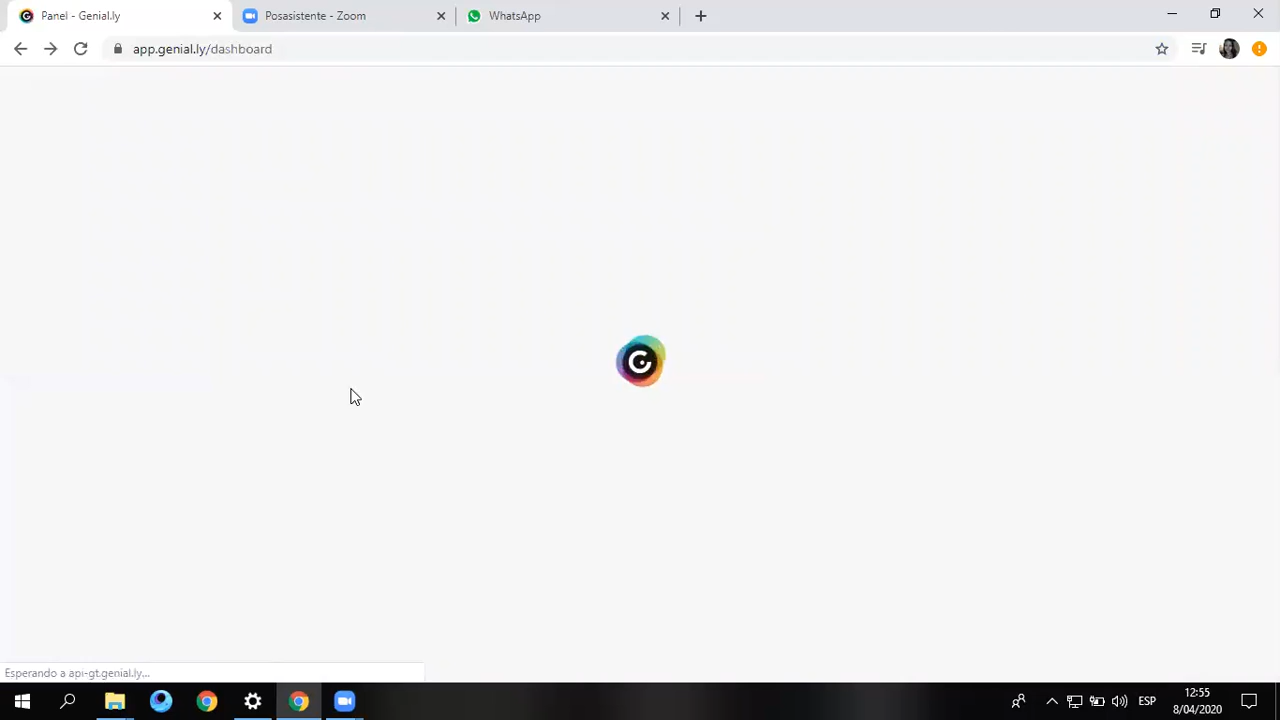 Panel - Genial.ly
Posasistente - Zoom
WhatsApp
app.genial.ly/dashboard
Esperando a api-gt.genial.ly...
ESP
12:55
8/04/2020